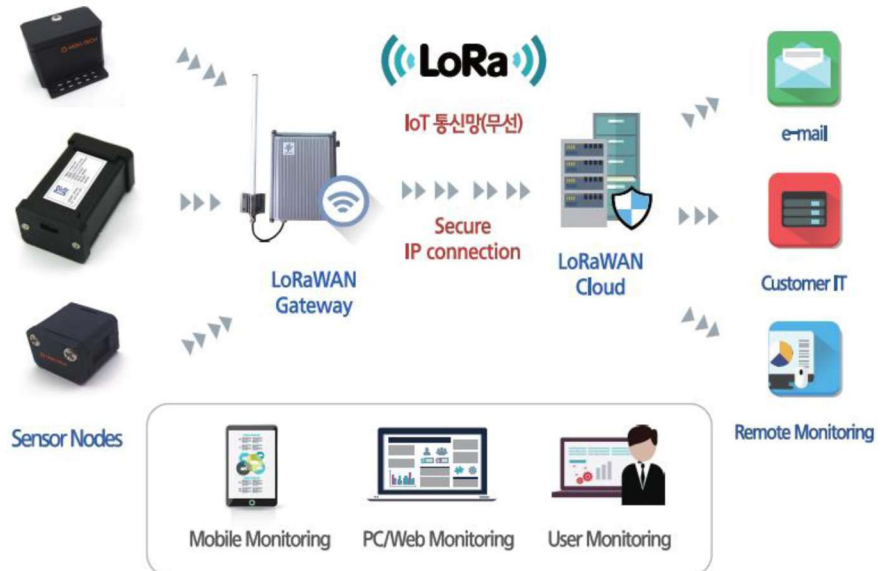 LoRa
IoT 통신망(무선)
e-mail
Secure
IP connection
LoRaWAN
Gateway
LoRaWAN
Cloud
Customer IT
Sensor Nodes
Remote Monitoring
Mobile Monitoring
PC/Web Monitoring
User Monitoring